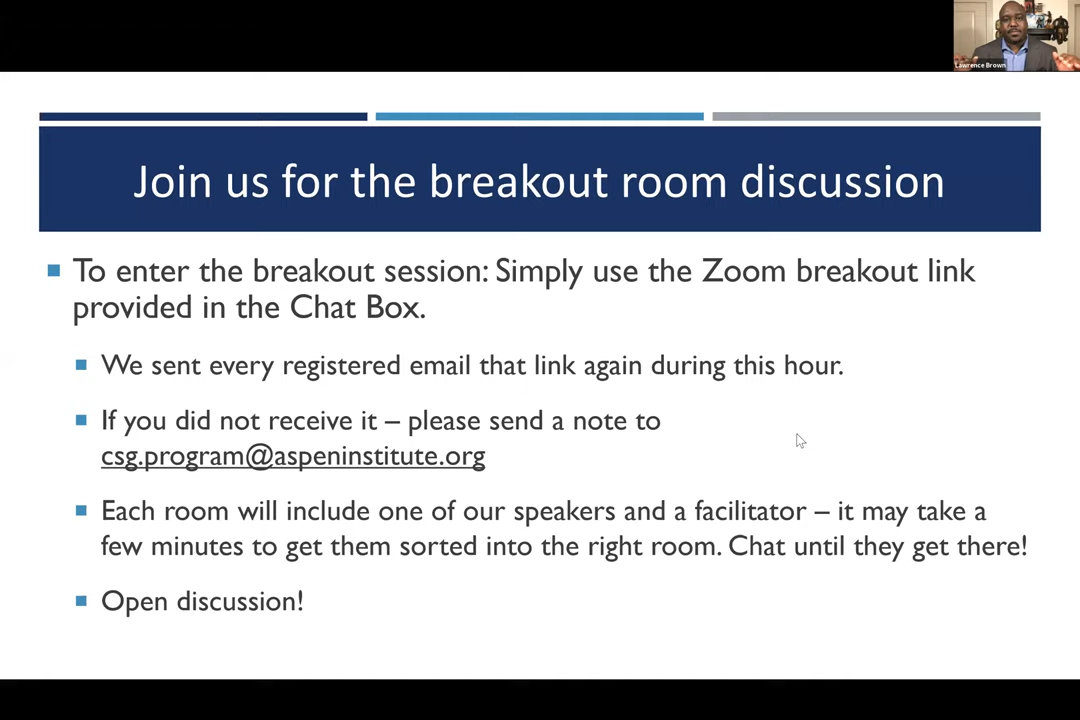 Lawrence Brown
Join us for the breakout room discussion
To enter the breakout session: Simply use the Zoom breakout link
provided in the Chat Box.
We sent every registered email that link again during this hour.
If you did not receive it – please send a note to
csg.program@aspeninstitute.org
Each room will include one of our speakers and a facilitator – it may take a
few minutes to get them sorted into the right room. Chat until they get there!
Open discussion!